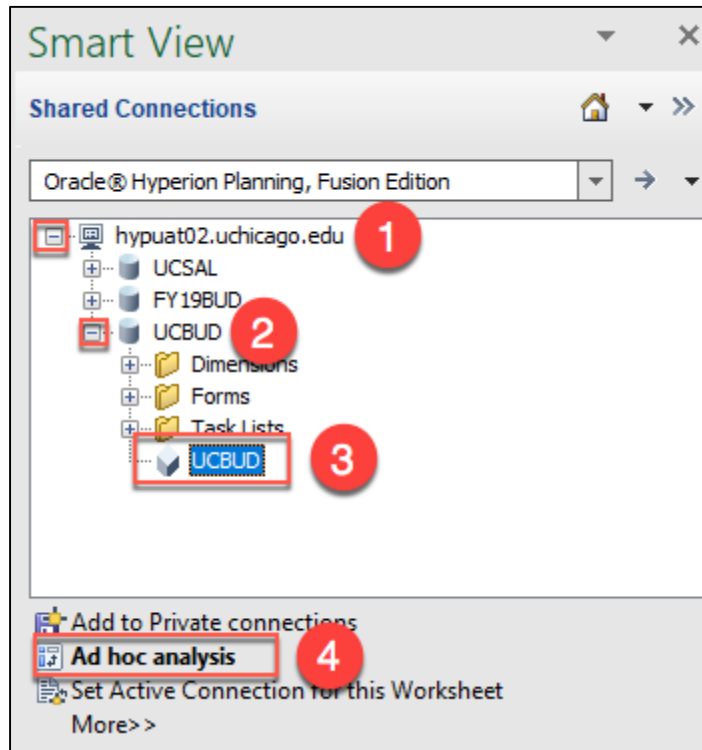 Smart View
Shared Connections
Oracle® Hyperion Planning, Fusion Edition
hypuat02.uchicago.edu 1
UCSAL
FY19BUD
UCBUD 2
Dimensions
Forms
Task Lists
UCBUD 3
Add to Private connections
Ad hoc analysis 4
Set Active Connection for this Worksheet
More>>